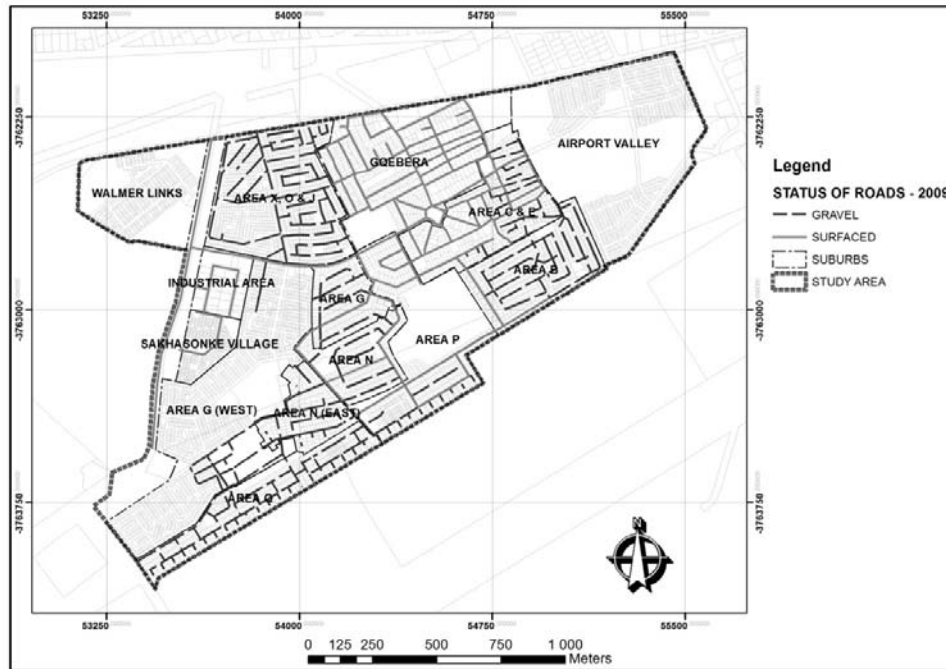 53250 54000 54750 55500
-3762250
-3762250
GQEBERA
AIRPORT VALLEY
WALMER LINKS
AREA X, O &
AREA C & E
AREA B
INDUSTRIAL AREA
AREA G
-3763000
-3763000
SAKHASONKE VILLAGE
AREA P
AREA N
AREA G (WEST)
AREA N (EAST)
AREA Q
-3763750
-3763750
N
53250 54000 54750 55500
0 125 250 500 750 1 000
Meters
Legend
STATUS OF ROADS - 2009
GRAVEL
SURFACED
SUBURBS
STUDY AREA